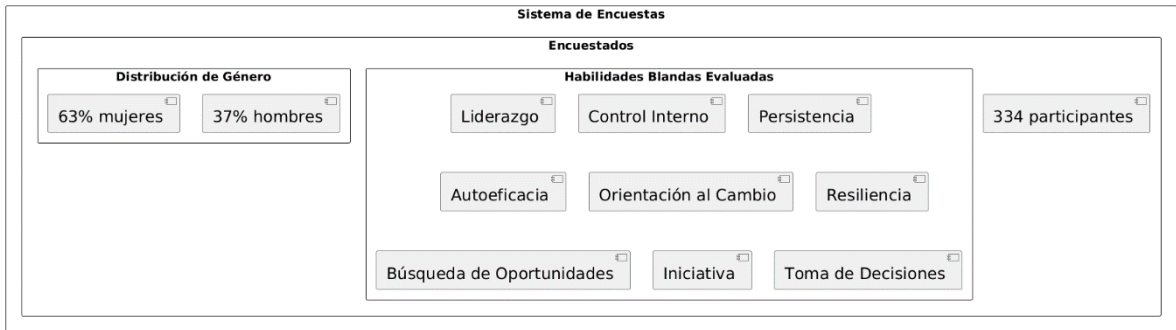 Sistema de Encuestas
Encuestados
Distribución de Género
63% mujeres
37% hombres
Habilidades Blandas Evaluadas
Liderazgo
Control Interno
Persistencia
Autoeficacia
Orientación al Cambio
Resiliencia
Búsqueda de Oportunidades
Iniciativa
Toma de Decisiones
334 participantes